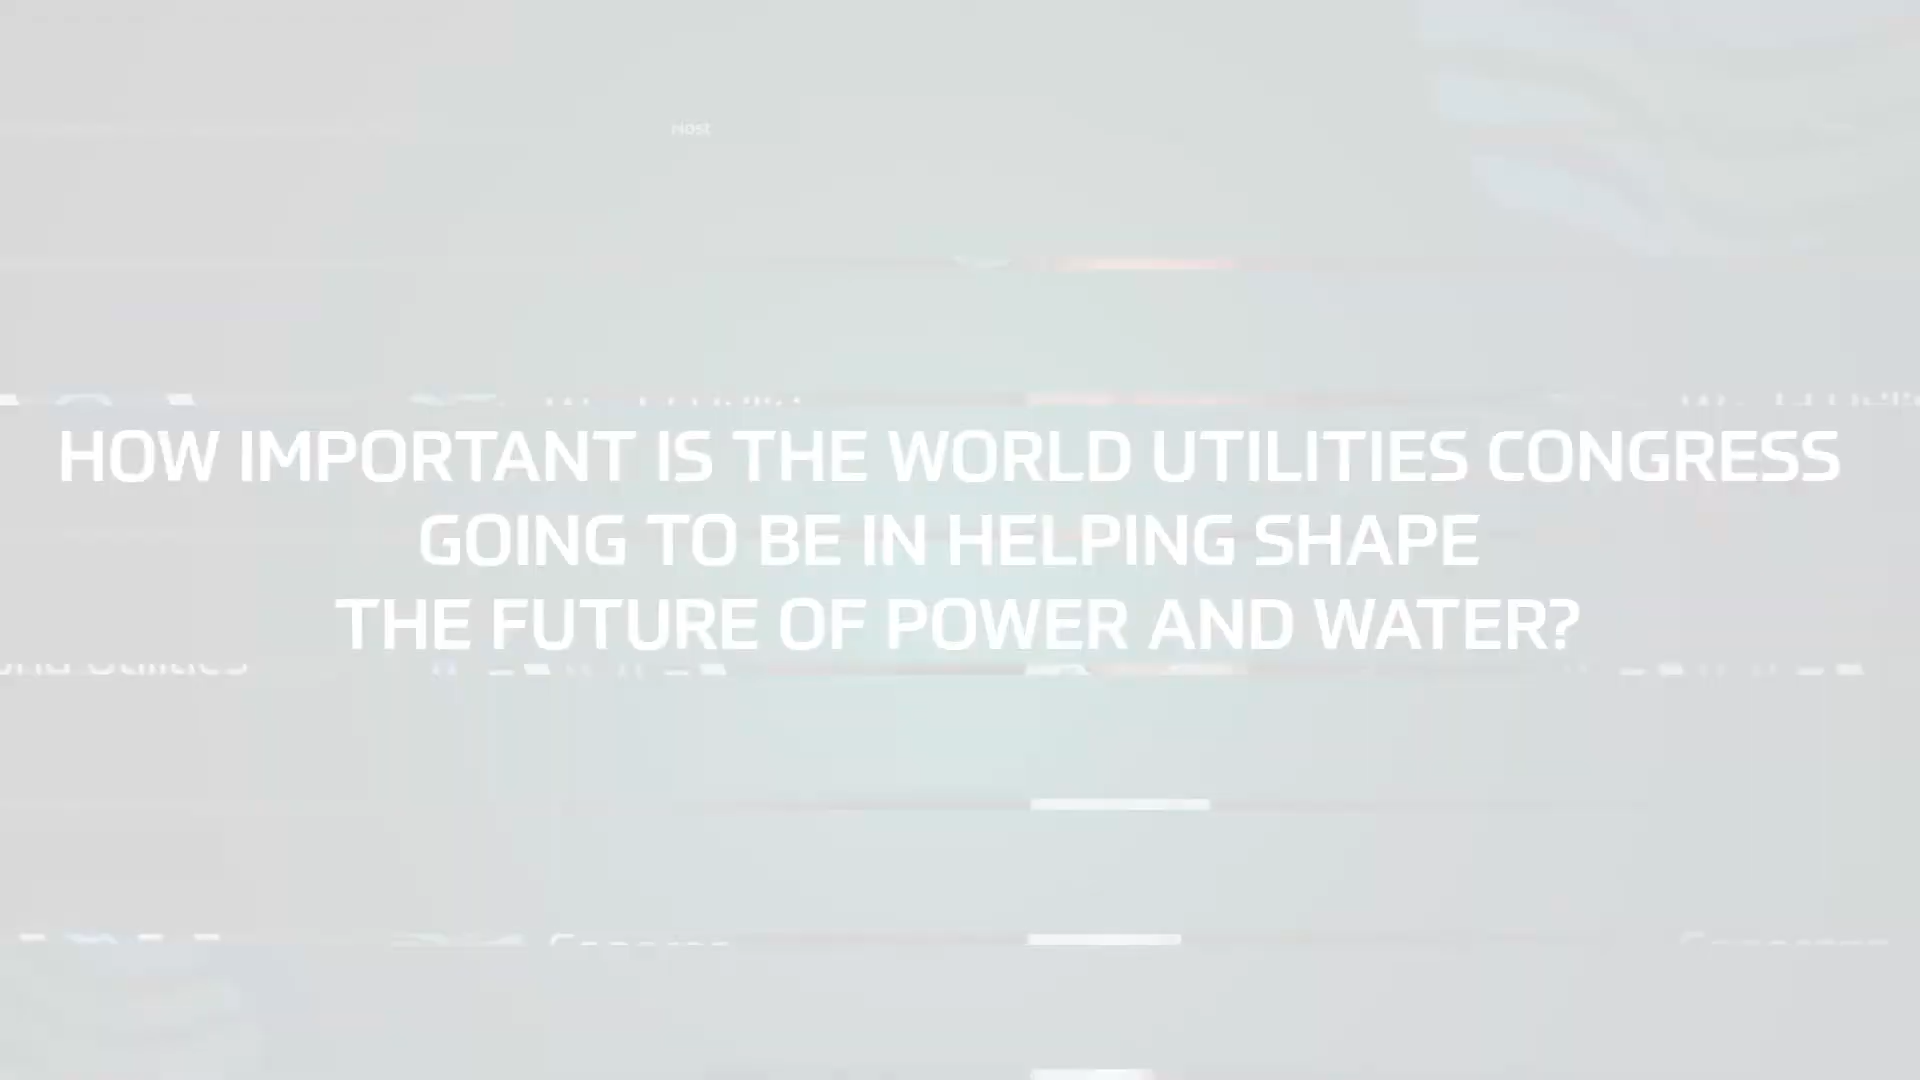 Host
HOW IMPORTANT IS THE WORLD UTILITIES CONGRESS
GOING TO BE IN HELPING SHAPE
THE FUTURE OF POWER AND WATER?